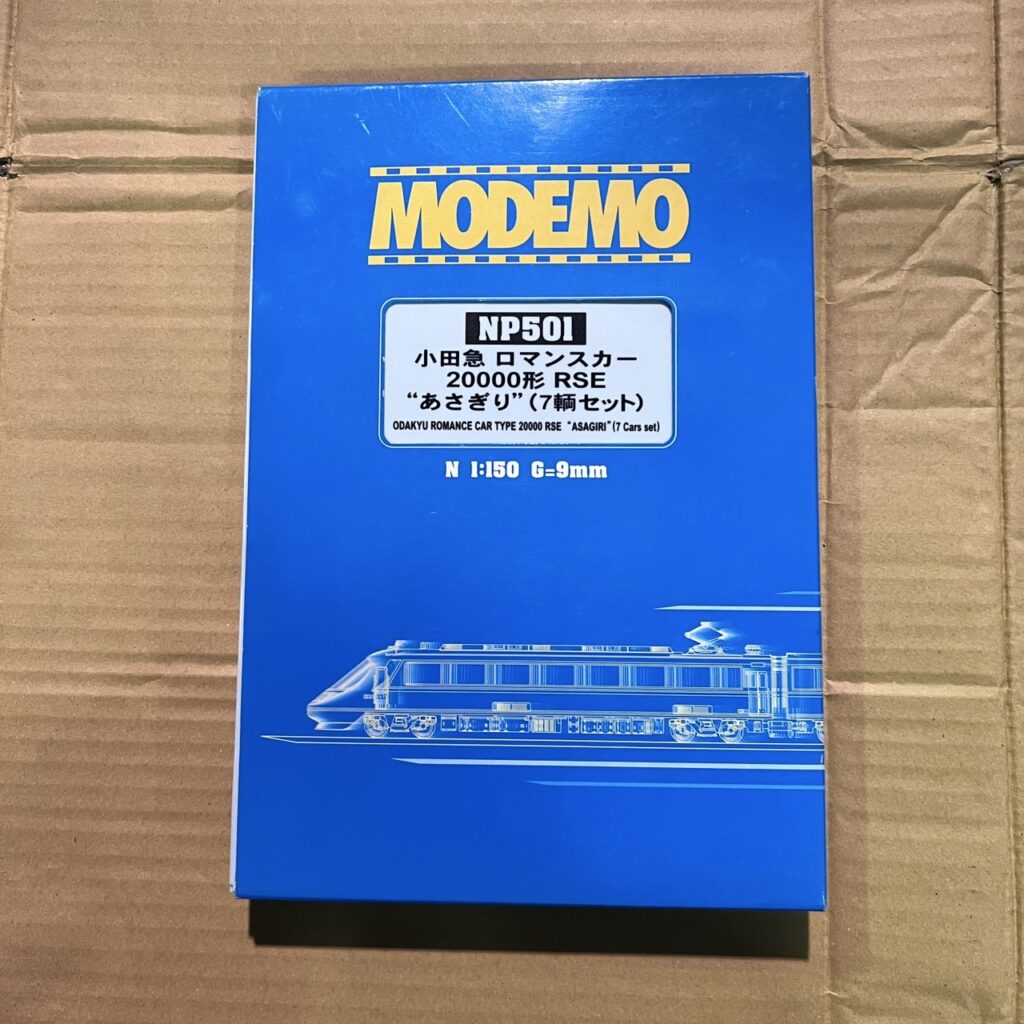 MODEMO
NP501
小田急 ロマンスカー
20000形 RSE
“あさぎり”(7輌セット)
ODAKYU ROMANCE CAR TYPE 20000 RSE “ASAGIRI”(7 Cars set)
N 1:150 G=9mm